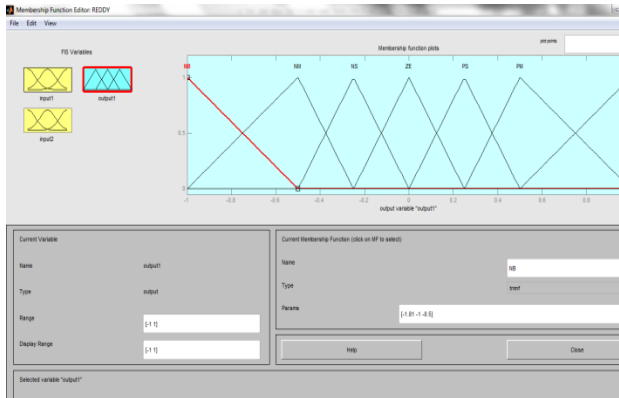 Membership Function Editor: REDDY
File Edit View
FIS Variables
Membership function plots
plot points
input1
output1
input2
NB NM NS ZE PS PM
1
0.5
0
-1 -0.8 -0.6 -0.4 -0.2 0 0.2 0.4 0.6 0.8
output variable "output1"
Current Variable
Name output1
Type output
Range [-1 1]
Display Range [-1 1]
Current Membership Function (click on MF to select)
Name NB
Type trimf
Params [-1.81 -1 -0.5]
Help Close
Selected variable "output1"